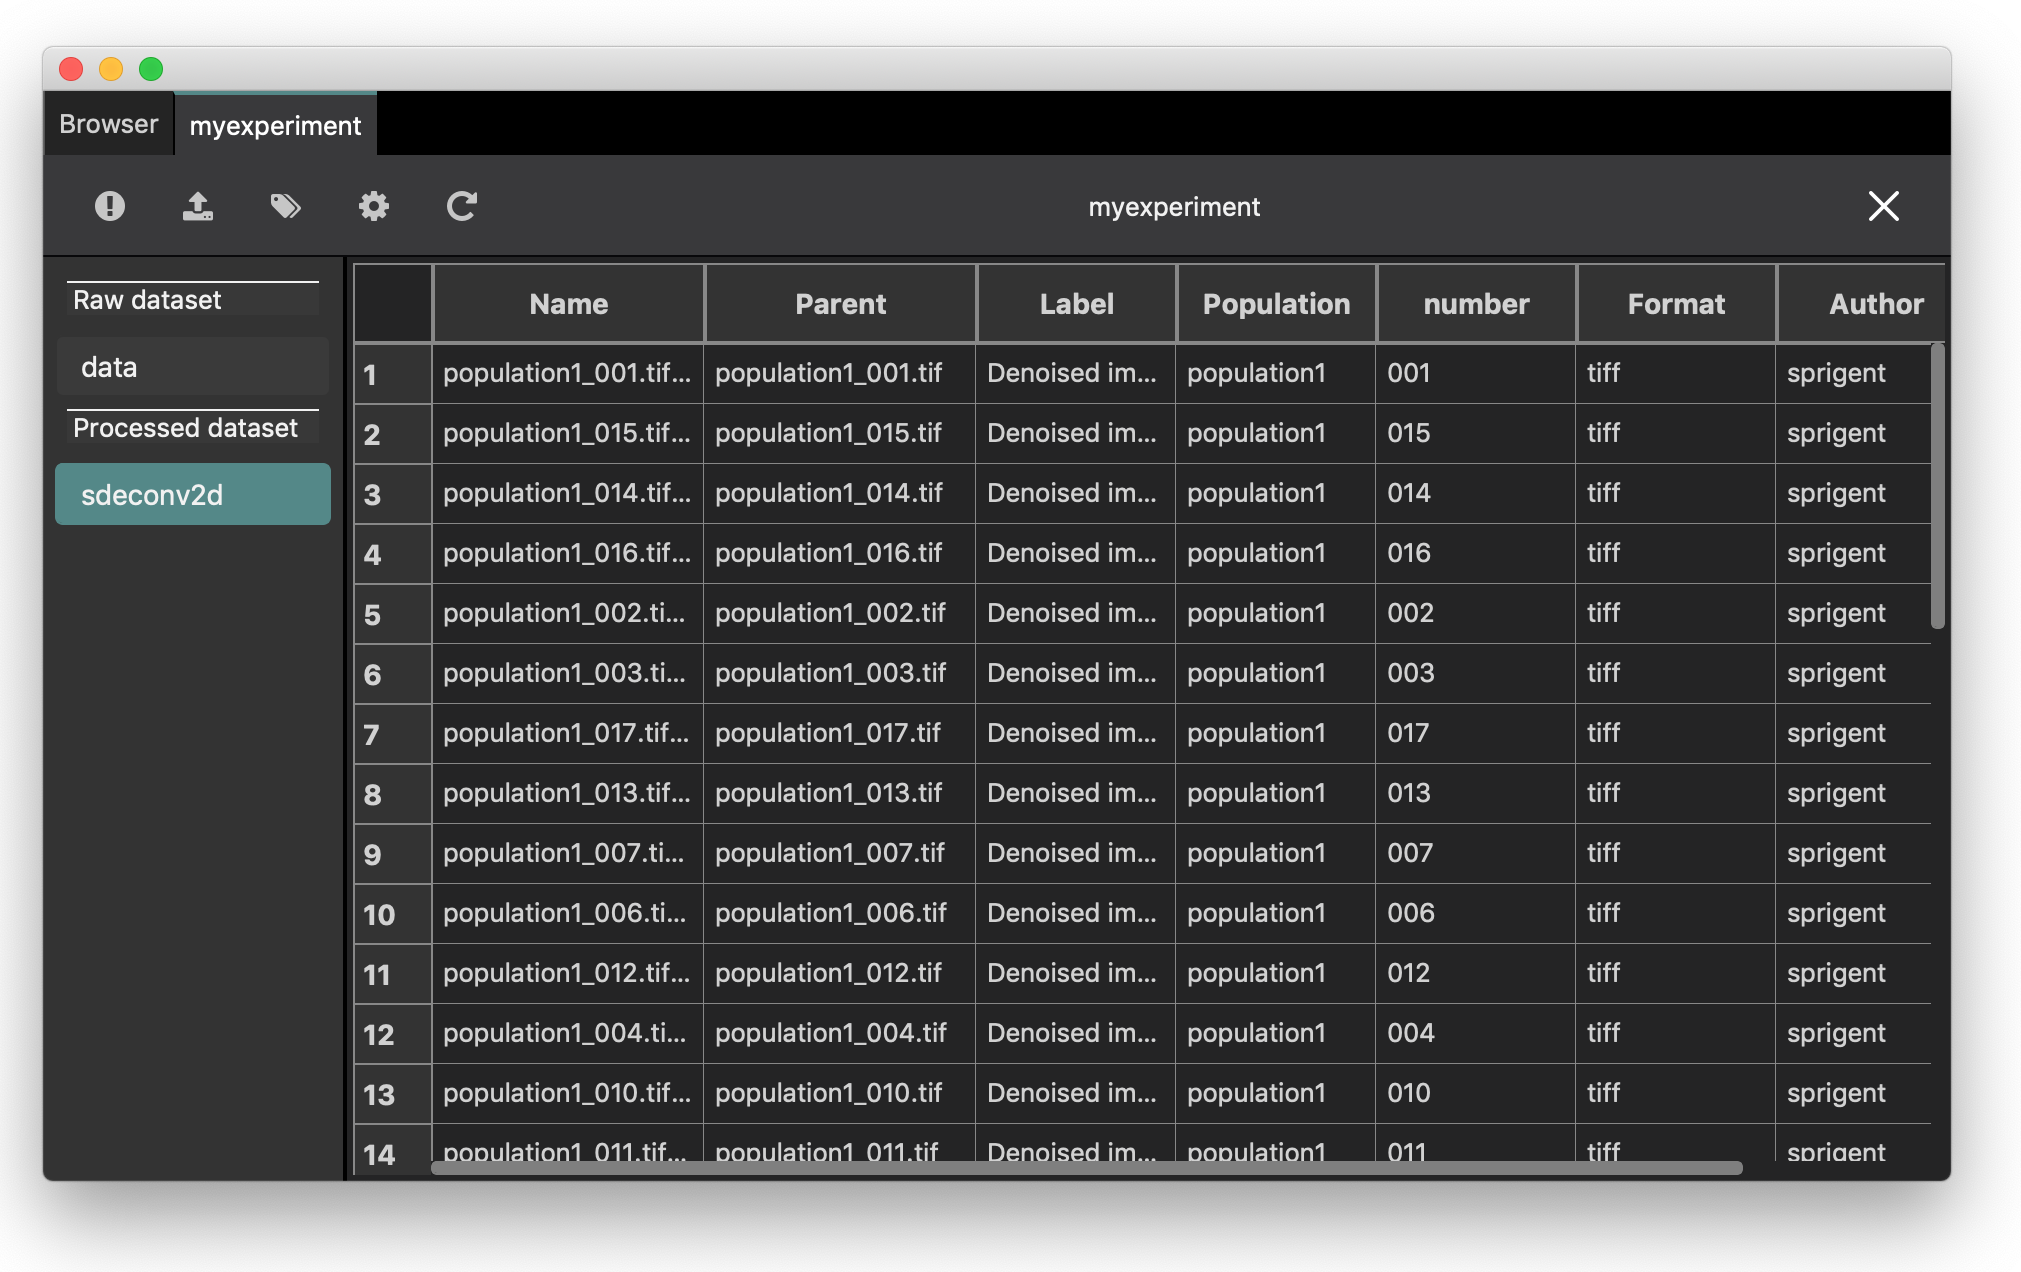 Browser myexperiment
myexperiment
Raw dataset
data
Processed dataset
sdeconv2d
Name Parent Label Population number Format Author
1 population1_001.tif... population1_001.tif Denoised im... population1 001 tiff sprigent
2 population1_015.tif... population1_015.tif Denoised im... population1 015 tiff sprigent
3 population1_014.tif... population1_014.tif Denoised im... population1 014 tiff sprigent
4 population1_016.tif... population1_016.tif Denoised im... population1 016 tiff sprigent
5 population1_002.ti... population1_002.tif Denoised im... population1 002 tiff sprigent
6 population1_003.ti... population1_003.tif Denoised im... population1 003 tiff sprigent
7 population1_017.tif... population1_017.tif Denoised im... population1 017 tiff sprigent
8 population1_013.tif... population1_013.tif Denoised im... population1 013 tiff sprigent
9 population1_007.ti... population1_007.tif Denoised im... population1 007 tiff sprigent
10 population1_006.ti... population1_006.tif Denoised im... population1 006 tiff sprigent
11 population1_012.tif... population1_012.tif Denoised im... population1 012 tiff sprigent
12 population1_004.ti... population1_004.tif Denoised im... population1 004 tiff sprigent
13 population1_010.tif... population1_010.tif Denoised im... population1 010 tiff sprigent
14 population1_011.tif... population1_011.tif Denoised im... population1 011 tiff sprigent